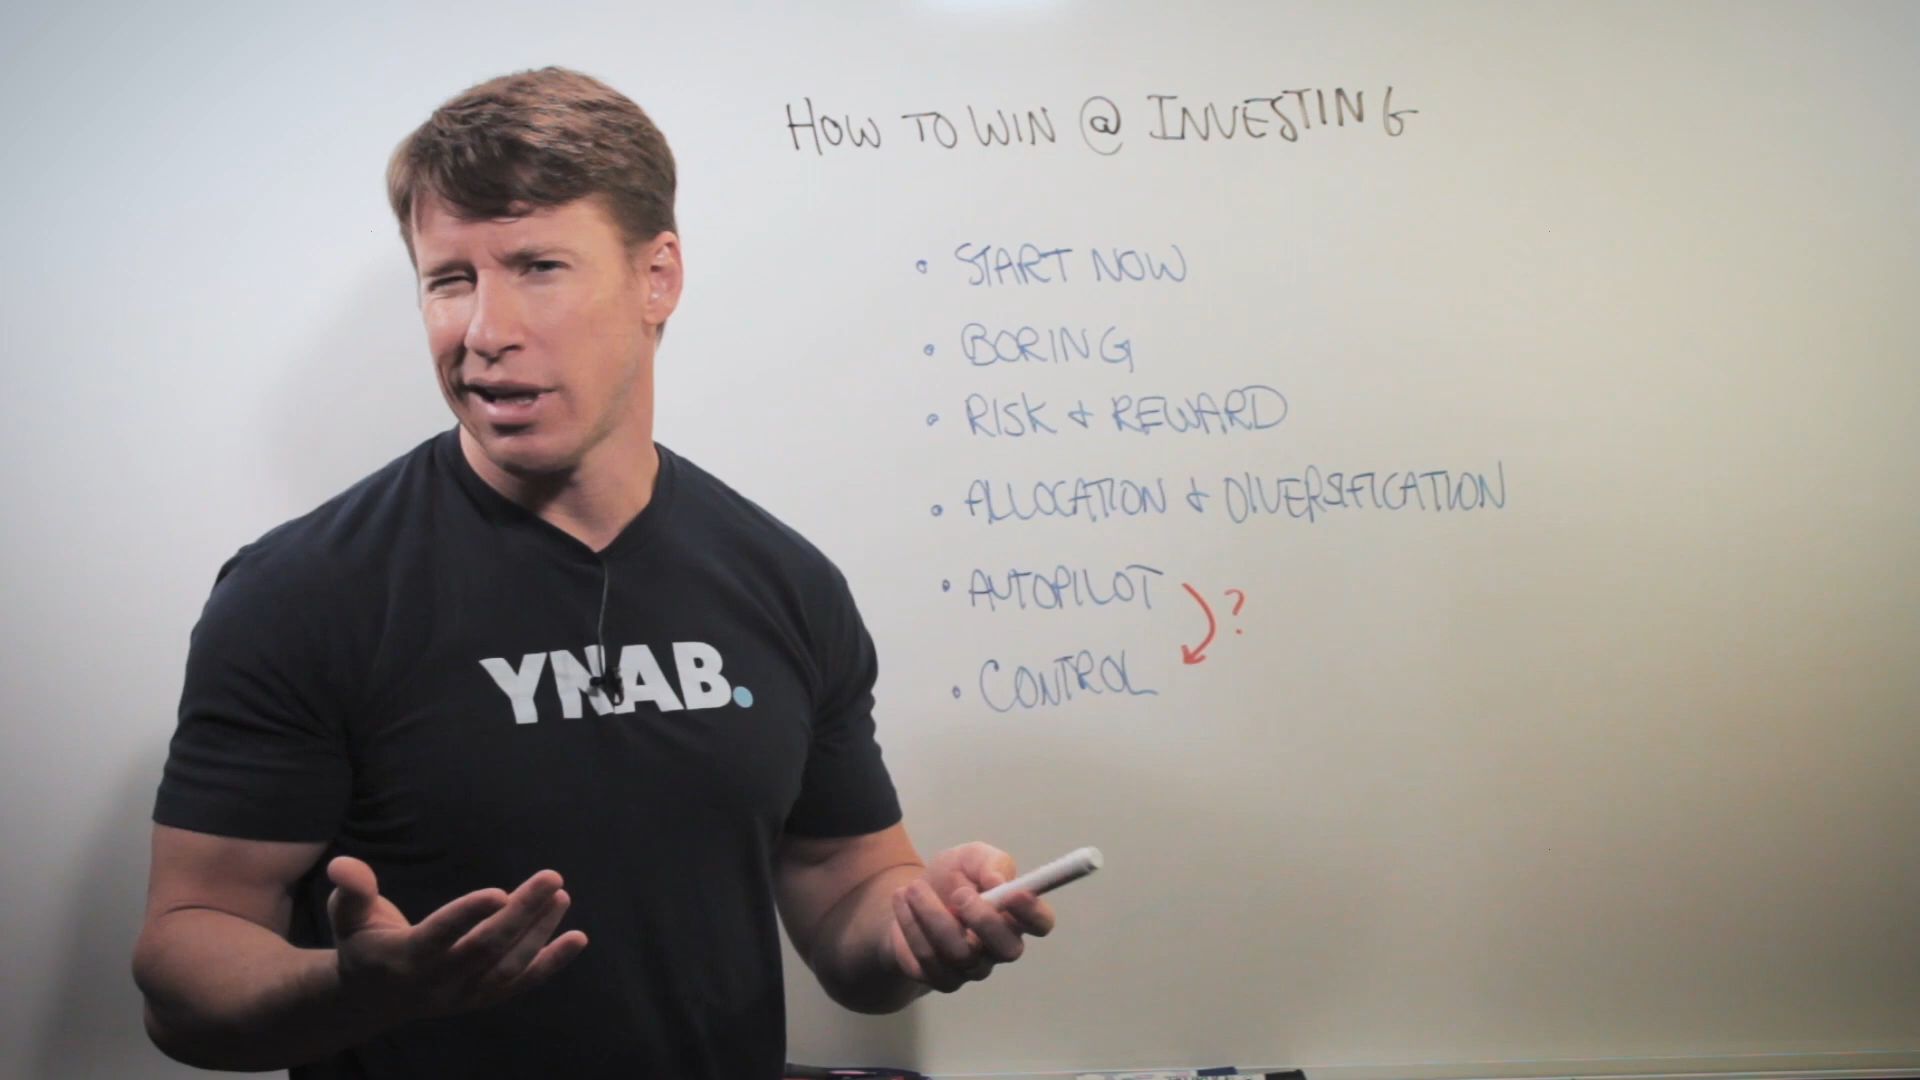 HOW TO WIN @ INVESTING
• START NOW
• BORING
• RISK & REWARD
• ALLOCATION & DIVERSIFICATION
• AUTOPILOT ?
• CONTROL
YNAB.